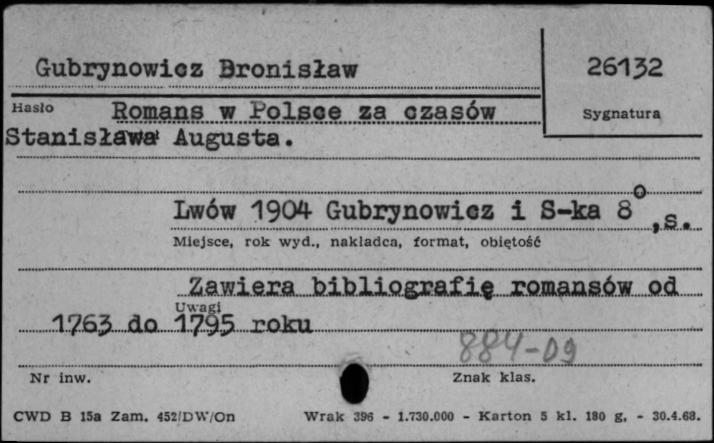 Gubrynowicz Bronisław
26132
Hasło
Romans w Polsce za czasów
Sygnatura
Stanisława Augusta.
Lwów 1904 Gubrynowicz i S-ka 8⁰,s.
Miejsce, rok wyd., nakładca, format, objętość
Zawiera bibliografię romansów od
Uwagi
1763 do 1795 roku
884-09
Nr inw.
Znak klas.
CWD B 15a Zam. 452/DW/On
Wrak 396 - 1.730.000 - Karton 5 kl. 180 g. - 30.4.68.